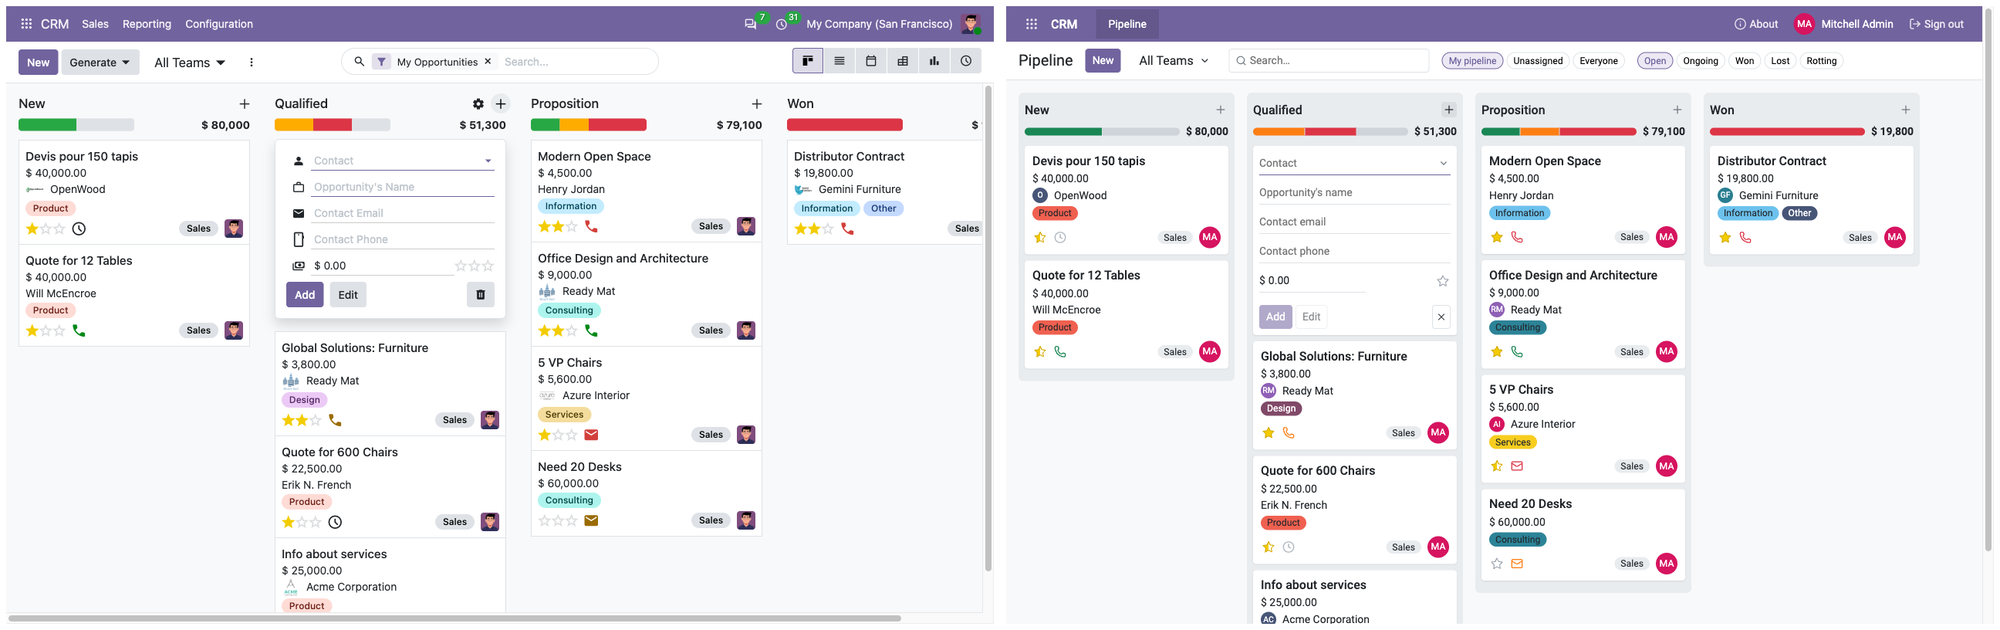 CRM Sales Reporting Configuration 7 31 My Company (San Francisco)
New Generate All Teams My Opportunities × Search...
New
$ 80,000
Devis pour 150 tapis
$ 40,000.00
OpenWood
Product
Sales
Quote for 12 Tables
$ 40,000.00
Will McEncroe
Product
Sales
Qualified
$ 51,300
Contact
Opportunity's Name
Contact Email
Contact Phone
$ 0.00
Add Edit
Global Solutions: Furniture
$ 3,800.00
Ready Mat
Design
Sales
Quote for 600 Chairs
$ 22,500.00
Erik N. French
Product
Sales
Info about services
$ 25,000.00
ACME Acme Corporation
Product
Proposition
$ 79,100
Modern Open Space
$ 4,500.00
Henry Jordan
Information
Sales
Office Design and Architecture
$ 9,000.00
Ready Mat
Consulting
Sales
5 VP Chairs
$ 5,600.00
Azure Interior
Services
Sales
Need 20 Desks
$ 60,000.00
Consulting
Sales
Won
$
Distributor Contract
$ 19,800.00
Gemini Furniture
Information Other
Sales
CRM Pipeline About MA Mitchell Admin Sign out
Pipeline New All Teams Search... My pipeline Unassigned Everyone Open Ongoing Won Lost Rotting
New
$ 80,000
Devis pour 150 tapis
$ 40,000.00
O OpenWood
Product
Sales MA
Quote for 12 Tables
$ 40,000.00
Will McEncroe
Product
Sales MA
Qualified
$ 51,300
Contact
Opportunity's name
Contact email
Contact phone
$ 0.00
Add Edit ×
Global Solutions: Furniture
$ 3,800.00
RM Ready Mat
Design
Sales MA
Quote for 600 Chairs
$ 22,500.00
Erik N. French
Product
Sales MA
Info about services
$ 25,000.00
AC Acme Corporation
Proposition
$ 79,100
Modern Open Space
$ 4,500.00
Henry Jordan
Information
Sales MA
Office Design and Architecture
$ 9,000.00
RM Ready Mat
Consulting
Sales MA
5 VP Chairs
$ 5,600.00
AI Azure Interior
Services
Sales MA
Need 20 Desks
$ 60,000.00
Consulting
Sales MA
Won
$ 19,800
Distributor Contract
$ 19,800.00
GF Gemini Furniture
Information Other
Sales MA